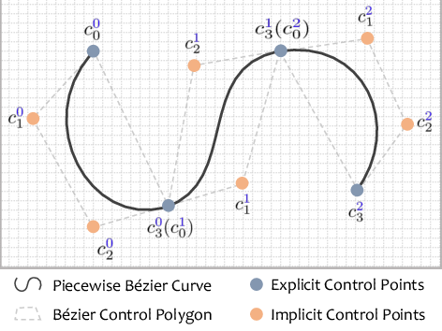 c_0^0
c_3^1(c_0^2)
c_1^2
c_2^1
c_1^0
c_2^2
c_1^1
c_3^2
c_3^0(c_0^1)
c_2^0
Piecewise Bézier Curve
Explicit Control Points
Bézier Control Polygon
Implicit Control Points